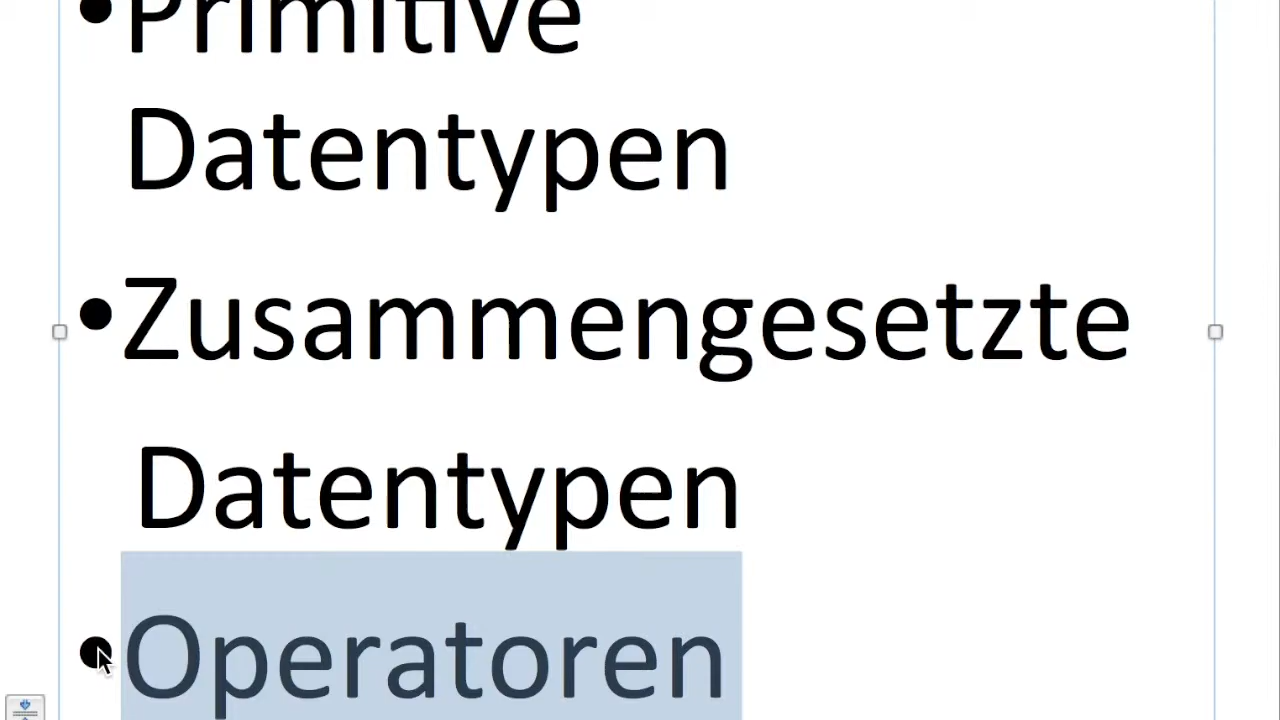 •Primitive
Datentypen
•Zusammengesetzte
Datentypen
•Operatoren